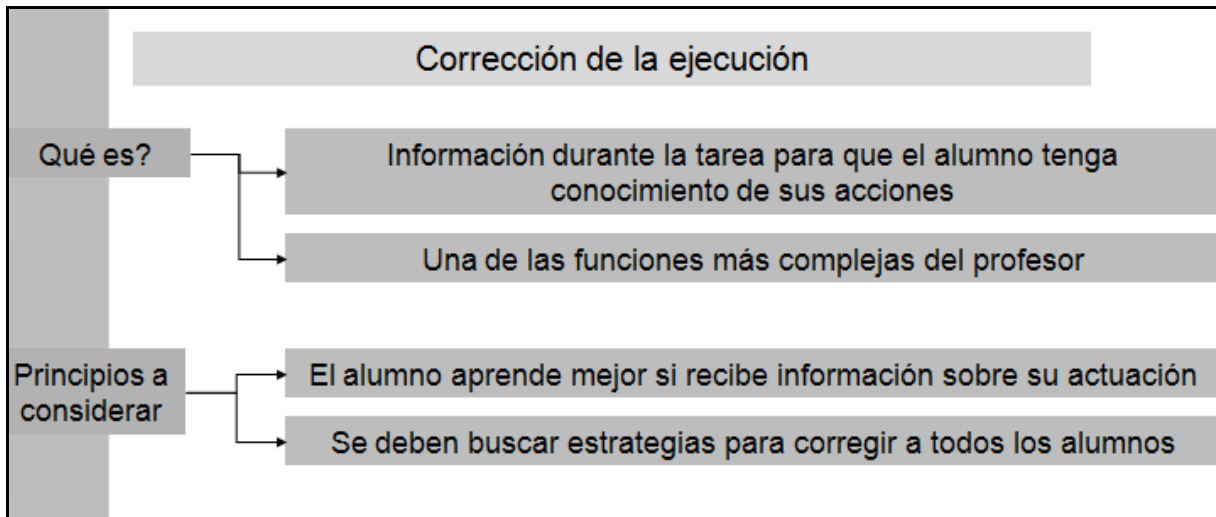 Corrección de la ejecución
Qué es?
Información durante la tarea para que el alumno tenga
conocimiento de sus acciones
Una de las funciones más complejas del profesor
Principios a
considerar
El alumno aprende mejor si recibe información sobre su actuación
Se deben buscar estrategias para corregir a todos los alumnos